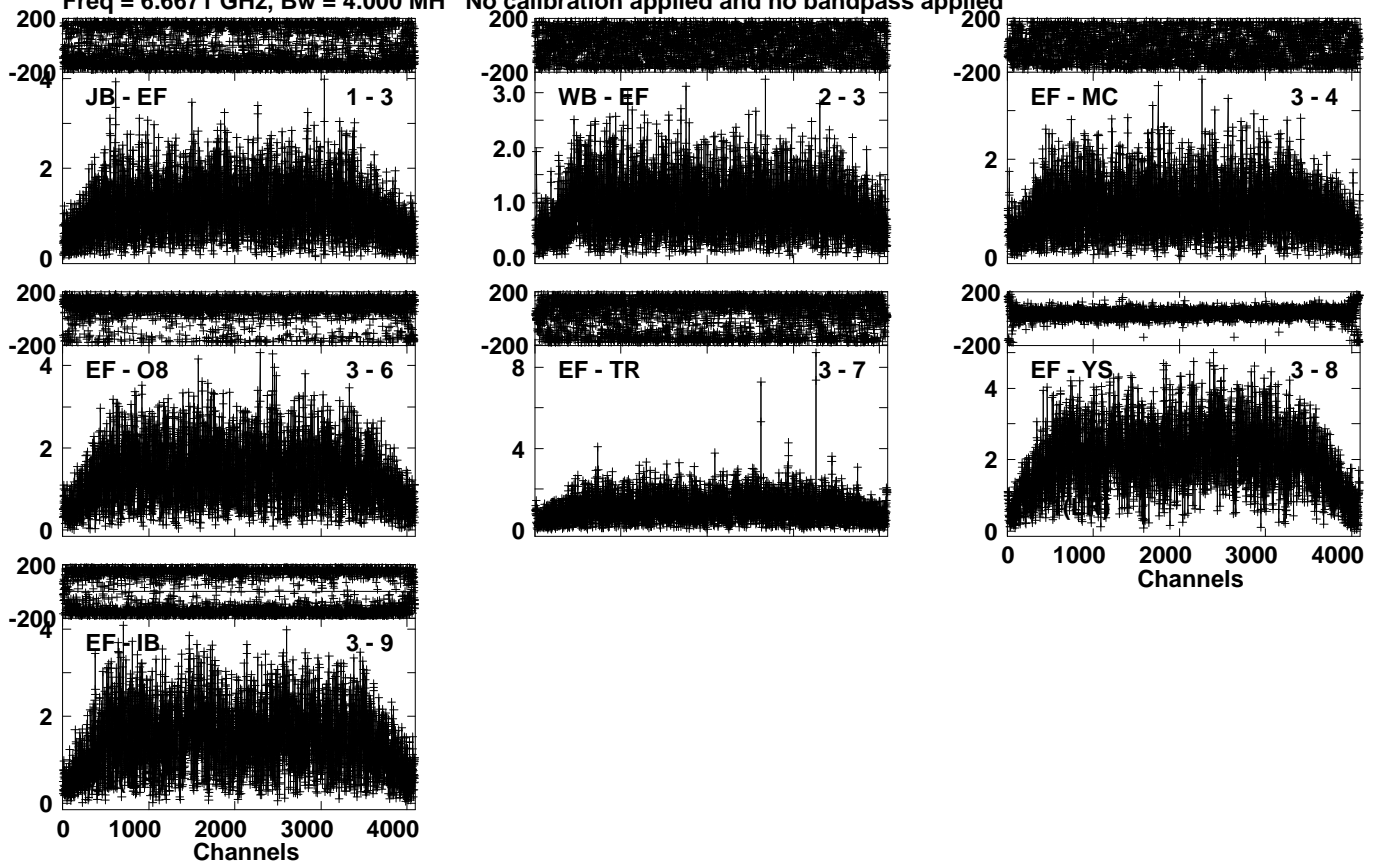 Freq = 6.6671 GHz, Bw = 4.000 MH No calibration applied and no bandpass applied
200 200 200
-200 -200 -200
4
JB - EF 1 - 3 3.0 WB - EF 2 - 3 EF - MC 3 - 4
2 2.0 2
1.0
0 0.0 0
200 200 200
-200 -200 -200
4 EF - O8 3 - 6 8 EF - TR 3 - 7 EF - YS 3 - 8
4
2 4 2
0 0 0
0 1000 2000 3000 4000
Channels
200
-200
4
EF - IB 3 - 9
2
0
0 1000 2000 3000 4000
Channels